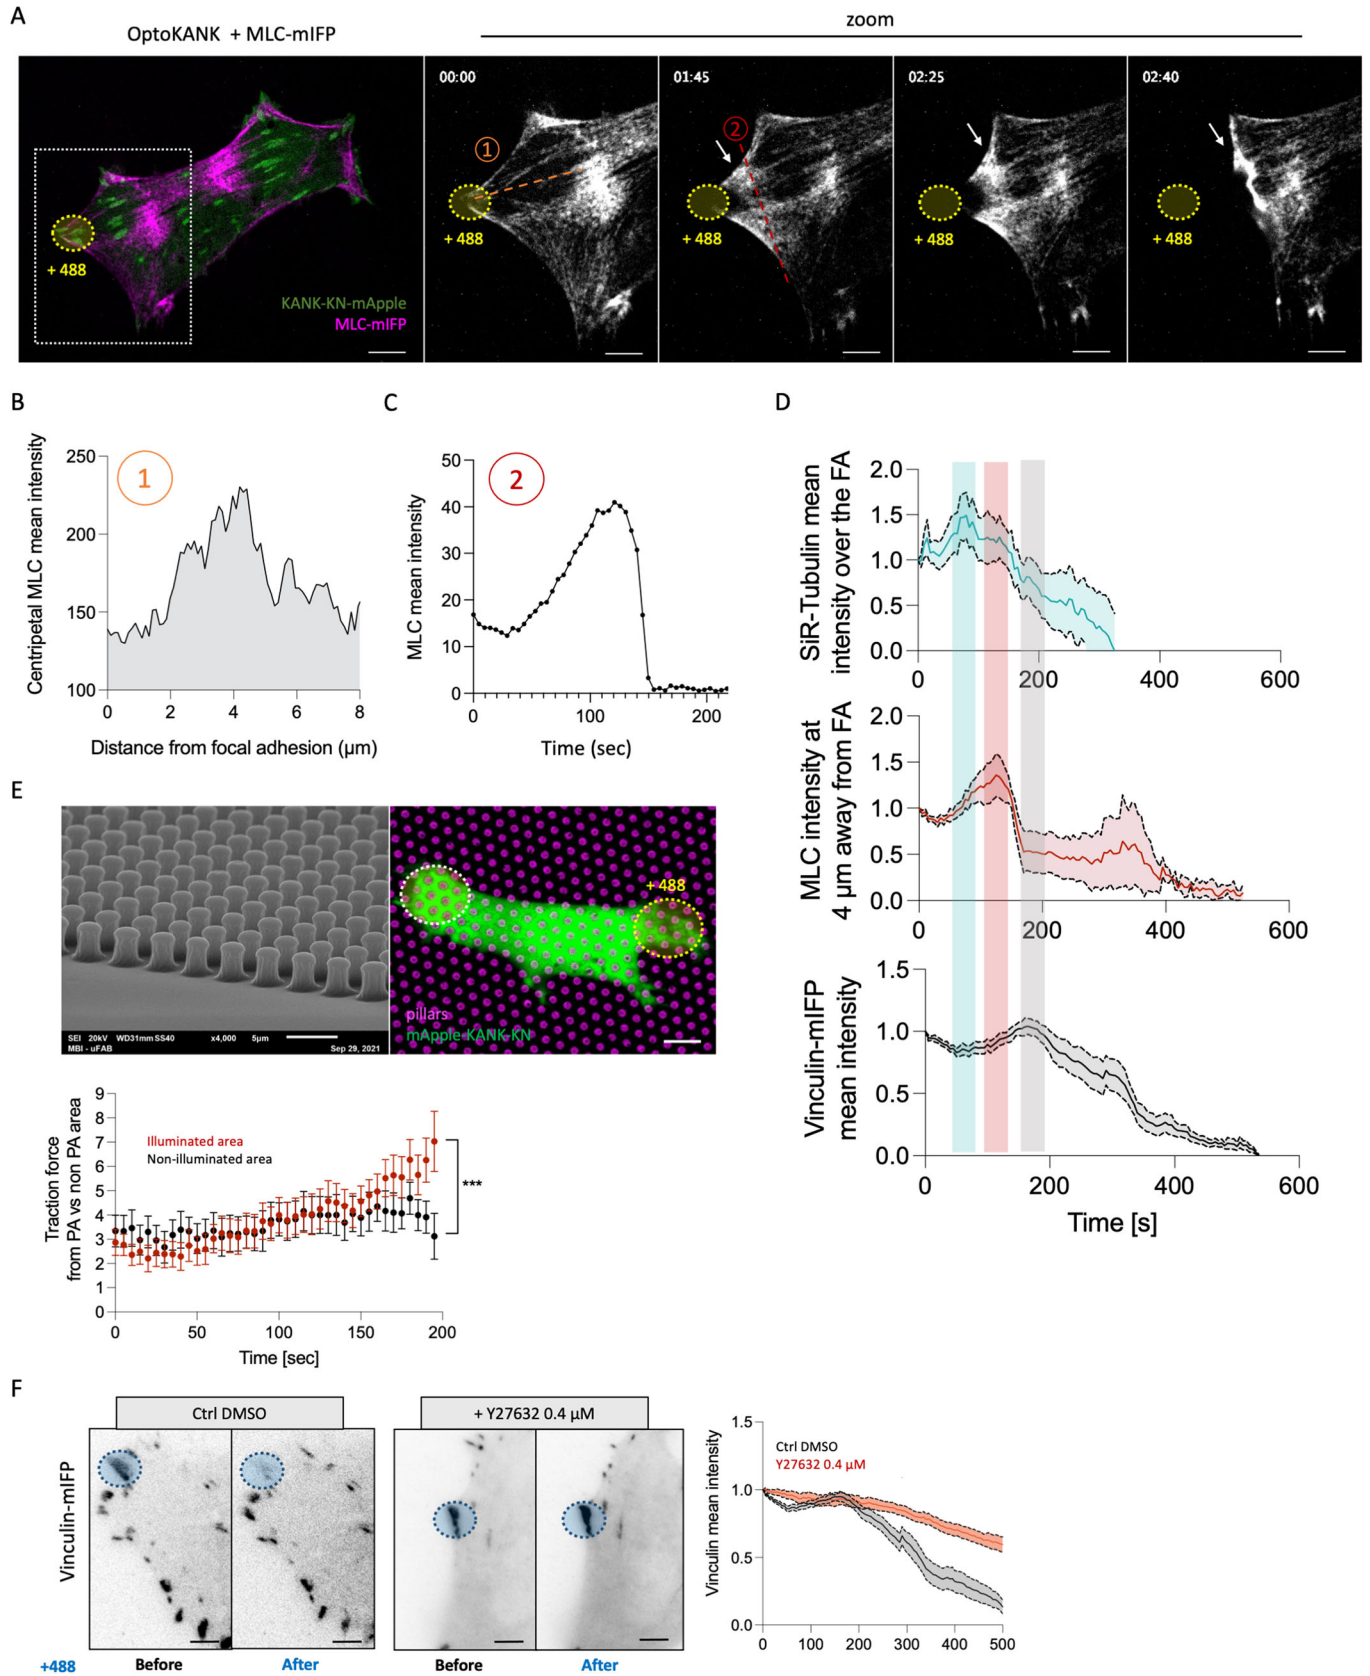 A
OptoKANK + MLC-mIFP
zoom
00:00
01:45
02:25
02:40
1
2
+ 488
+ 488
+ 488
+ 488
+ 488
KANK-KN-mApple
MLC-mIFP
B
C
D
Centripetal MLC mean intensity
250
200
150
100
1
0
2
4
6
8
Distance from focal adhesion (µm)
MLC mean intensity
50
40
30
20
10
0
2
0
100
200
Time (sec)
SiR-Tubulin mean
intensity over the FA
2.0
1.5
1.0
0.5
0.0
0
200
400
600
MLC intensity at
4 µm away from FA
2.0
1.5
1.0
0.5
0.0
0
200
400
600
Vinculin-mIFP
mean intensity
1.5
1.0
0.5
0.0
0
200
400
600
Time [s]
E
SEI 20kV WD31mm SS40 x4,000 5µm
MBI - uFAB Sep 29, 2021
+ 488
pillars
mApple-KANK-KN
Traction force
from PA vs non PA area
9
8
7
6
5
4
3
2
1
0
Illuminated area
Non-illuminated area
***
0
50
100
150
200
Time [sec]
F
Ctrl DMSO
+ Y27632 0.4 µM
Vinculin-mIFP
+488
Before
After
Before
After
Vinculin mean intensity
1.5
1.0
0.5
0.0
Ctrl DMSO
Y27632 0.4 µM
0
100
200
300
400
500